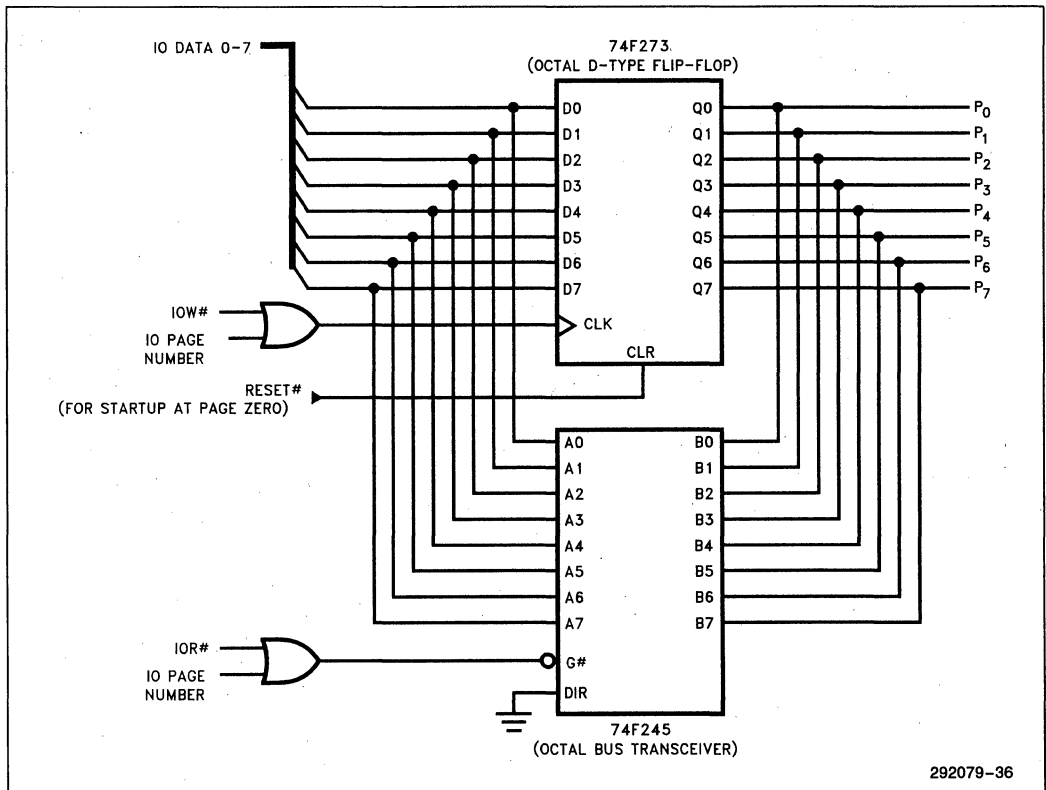 IO DATA 0-7
74F273
(OCTAL D-TYPE FLIP-FLOP)
D0 Q0 P0
D1 Q1 P1
D2 Q2 P2
D3 Q3 P3
D4 Q4 P4
D5 Q5 P5
D6 Q6 P6
D7 Q7 P7
IOW#
IO PAGE
NUMBER
CLK
CLR
RESET#
(FOR STARTUP AT PAGE ZERO)
A0 B0
A1 B1
A2 B2
A3 B3
A4 B4
A5 B5
A6 B6
A7 B7
IOR#
IO PAGE
NUMBER
G#
DIR
74F245
(OCTAL BUS TRANSCEIVER)
292079-36